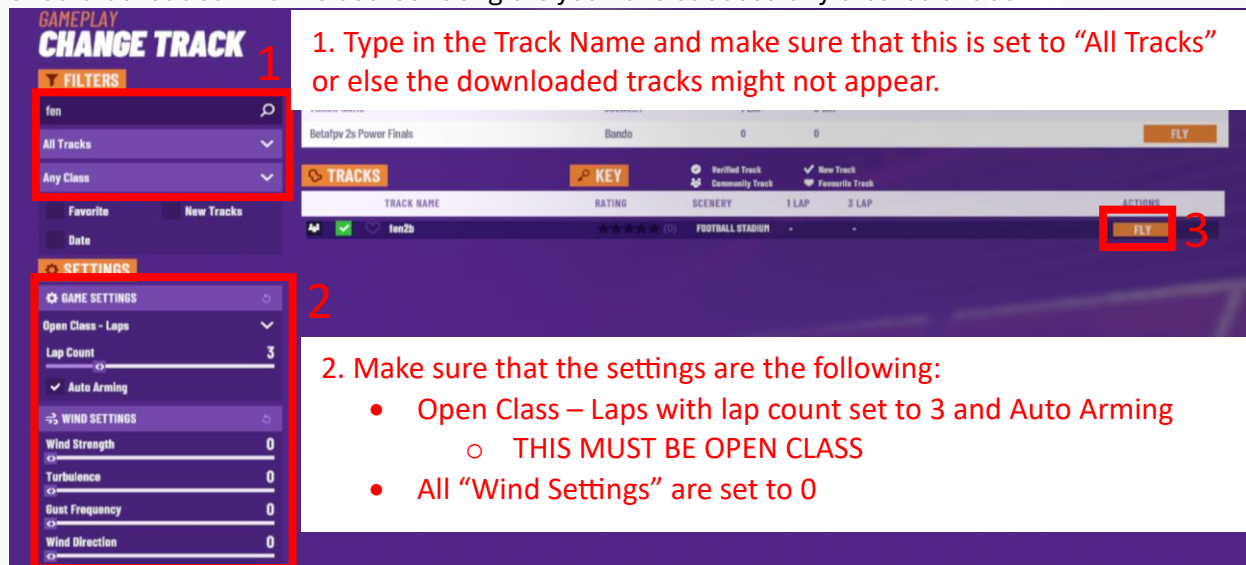 GAMEPLAY
CHANGE TRACK
1
1. Type in the Track Name and make sure that this is set to “All Tracks”
or else the downloaded tracks might not appear.
FILTERS
fen
All Tracks
Any Class
Favorite New Tracks
Date
Betafpv 2s Power Finals Bando 0 0 FLY
TRACKS KEY Verified Track New Track
Community Track Favourite Track
TRACK NAME RATING SCENERY 1 LAP 3 LAP ACTIONS
fen2b (0) FOOTBALL STADIUM - - FLY
3
SETTINGS
2
GAME SETTINGS
Open Class - Laps
Lap Count 3
Auto Arming
WIND SETTINGS
Wind Strength 0
Turbulence 0
Gust Frequency 0
Wind Direction 0
2. Make sure that the settings are the following:
• Open Class – Laps with lap count set to 3 and Auto Arming
o THIS MUST BE OPEN CLASS
• All “Wind Settings” are set to 0